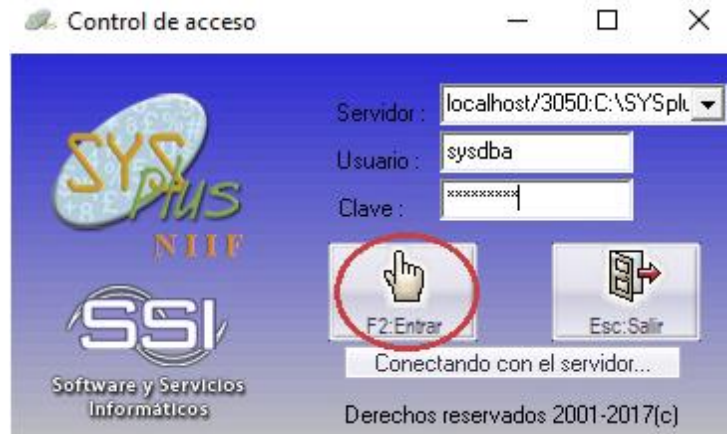 Control de acceso
Servidor : localhost/3050:C:\SYSplu
Usuario : sysdba
Clave : *********
SYS
Plus
NIIF
F2:Entrar
Esc:Salir
SSI
Conectando con el servidor...
Software y Servicios
Informáticos
Derechos reservados 2001-2017(c)